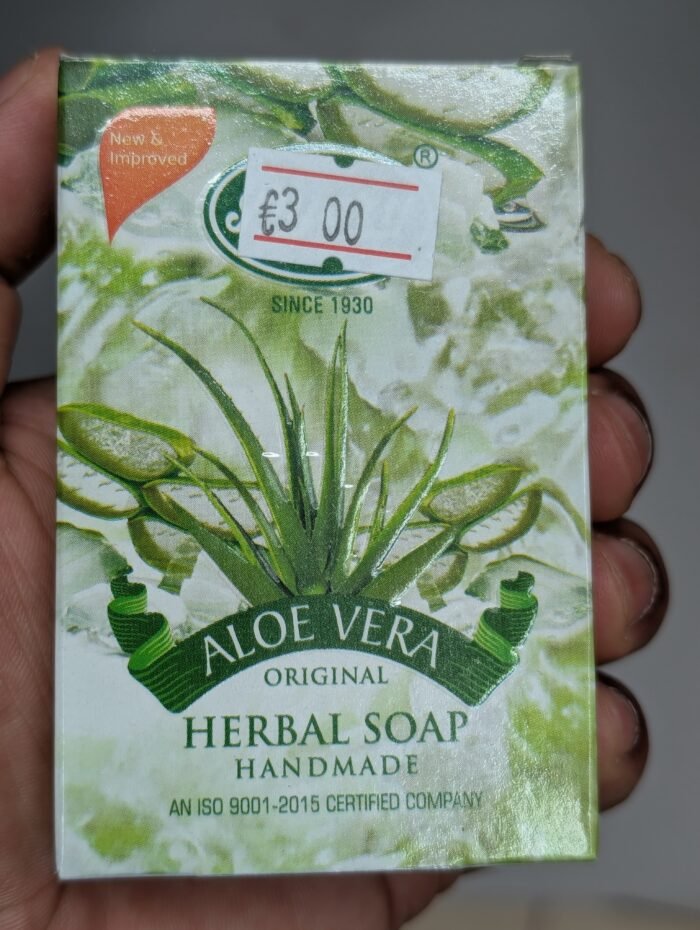 New &
Improved
®
€3 00
SINCE 1930
ALOE VERA
ORIGINAL
HERBAL SOAP
HANDMADE
AN ISO 9001-2015 CERTIFIED COMPANY